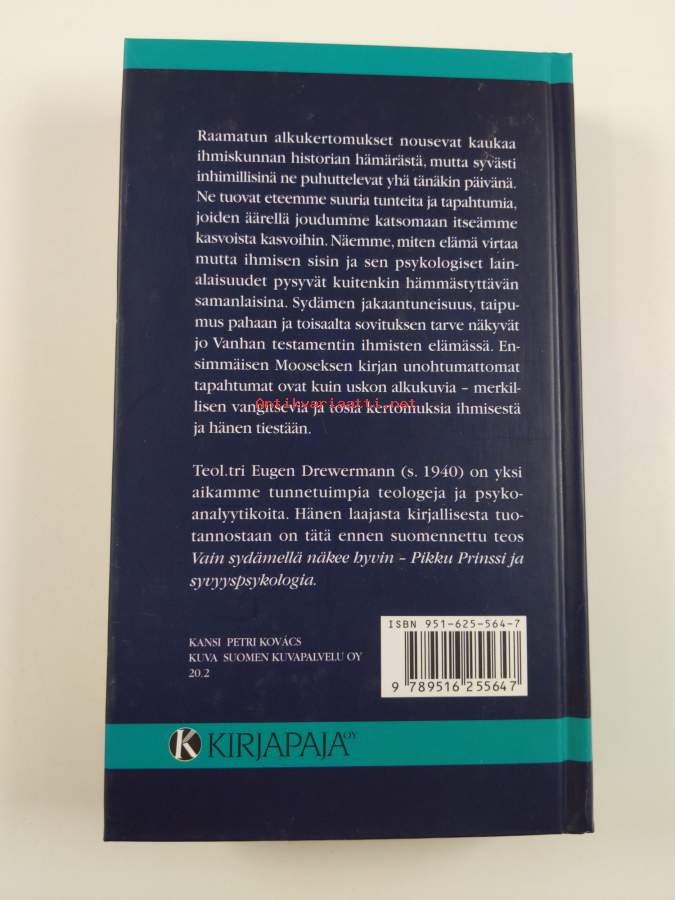 Raamatun alkukertomukset nousevat kaukaa
ihmiskunnan historian hämärästä, mutta syvästi
inhimillisinä ne puhuttelevat yhä tänäkin päivänä.
Ne tuovat eteemme suuria tunteita ja tapahtumia,
joiden äärellä joudumme katsomaan itseämme
kasvoista kasvoihin. Näemme, miten elämä virtaa
mutta ihmisen sisin ja sen psykologiset lain-
alaisuudet pysyvät kuitenkin hämmästyttävän
samanlaisina. Sydämen jakaantuneisuus, taipu-
mus pahaan ja toisaalta sovituksen tarve näkyvät
jo Vanhan testamentin ihmisten elämässä. En-
simmäisen Mooseksen kirjan unohtumattomat
tapahtumat ovat kuin uskon alkukuvia – merkil-
Antikvariaatti.net
lisen vangitsevia ja tosia kertomuksia ihmisestä
ja hänen tiestään.
Teol.tri Eugen Drewermann (s. 1940) on yksi
aikamme tunnetuimpia teologeja ja psyko-
analyytikoita. Hänen laajasta kirjallisesta tuo-
tannostaan on tätä ennen suomennettu teos
Vain sydämellä näkee hyvin – Pikku Prinssi ja
syvyyspsykologia.
ISBN 951-625-564-7
9 789516 255647
KANSI PETRI KOVÁCS
KUVA SUOMEN KUVAPALVELU OY
20.2
K KIRJAPAJA OY